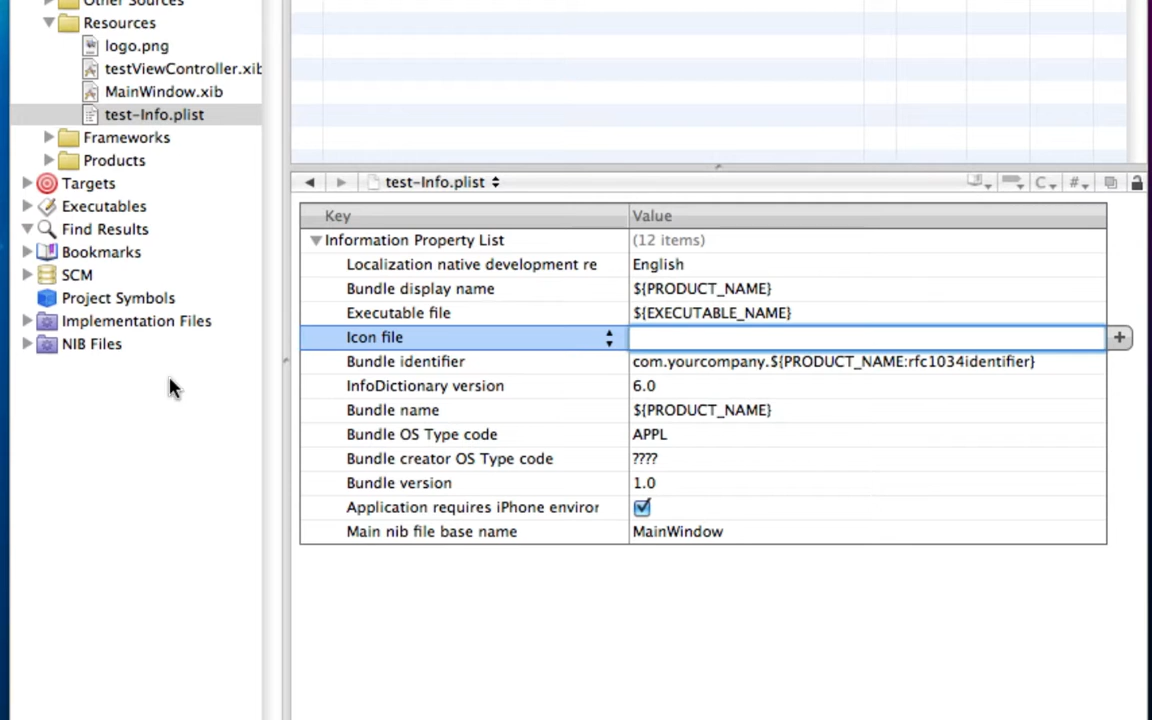 Other Sources
Resources
logo.png
testViewController.xib
MainWindow.xib
test-Info.plist
Frameworks
Products
Targets
Executables
Find Results
Bookmarks
SCM
Project Symbols
Implementation Files
NIB Files
test-Info.plist
C
#
Key Value
Information Property List (12 items)
Localization native development re English
Bundle display name ${PRODUCT_NAME}
Executable file ${EXECUTABLE_NAME}
Icon file
Bundle identifier com.yourcompany.${PRODUCT_NAME:rfc1034identifier}
InfoDictionary version 6.0
Bundle name ${PRODUCT_NAME}
Bundle OS Type code APPL
Bundle creator OS Type code ????
Bundle version 1.0
Application requires iPhone enviror
Main nib file base name MainWindow